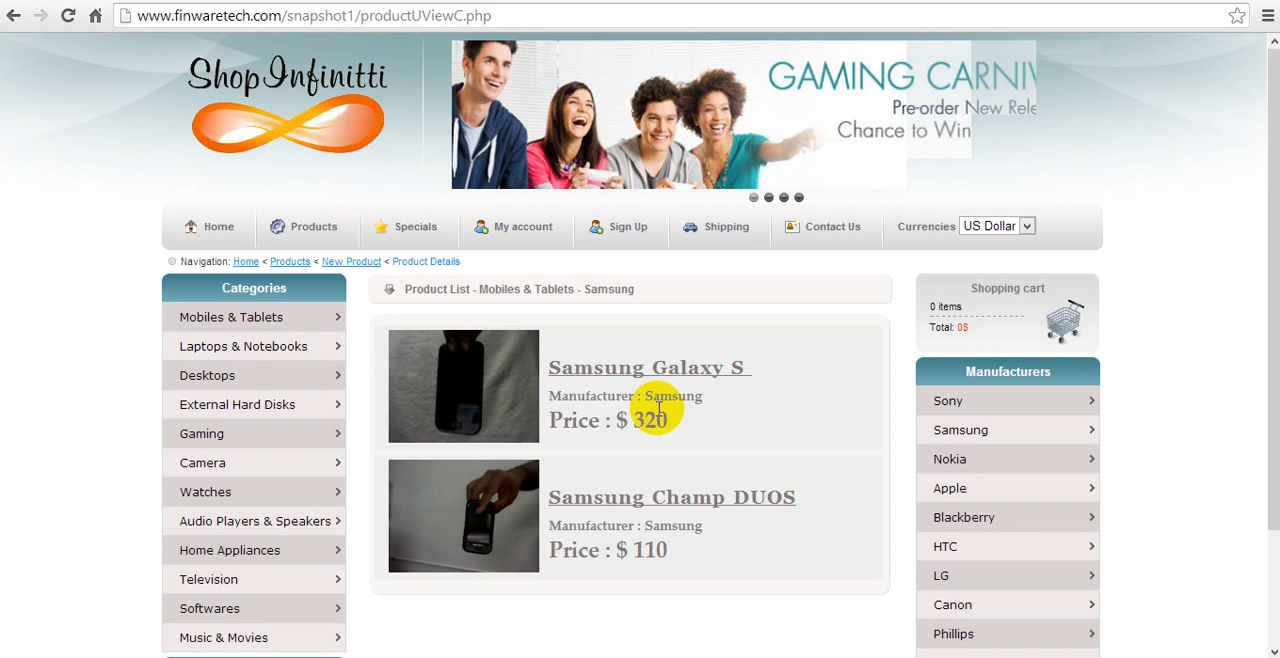 www.finwaretech.com/snapshot1/productUViewC.php
ShopInfinitti
GAMING CARNIV
Pre-order New Rele
Chance to Win
Home
Products
Specials
My account
Sign Up
Shipping
Contact Us
Currencies US Dollar
Navigation: Home < Products < New Product < Product Details
Categories
Mobiles & Tablets
Laptops & Notebooks
Desktops
External Hard Disks
Gaming
Camera
Watches
Audio Players & Speakers
Home Appliances
Television
Softwares
Music & Movies
Product List - Mobiles & Tablets - Samsung
Samsung Galaxy S
Manufacturer : Samsung
Price : $ 320
Samsung Champ DUOS
Manufacturer : Samsung
Price : $ 110
Shopping cart
0 items
Total: 0$
Manufacturers
Sony
Samsung
Nokia
Apple
Blackberry
HTC
LG
Canon
Phillips